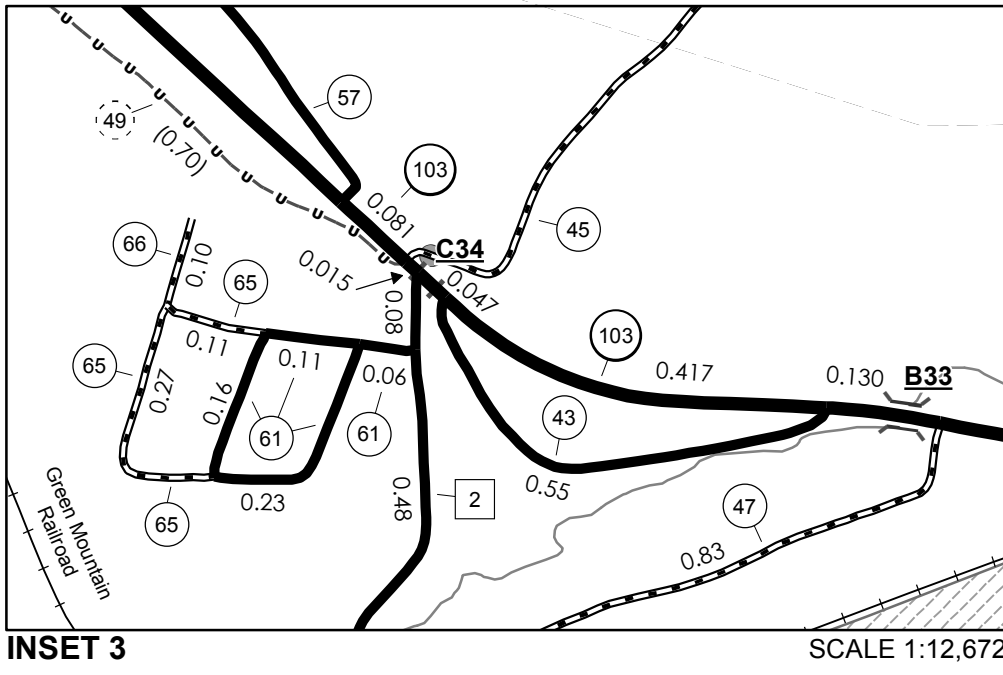 57
49
(0.70)
103
0.081
C34
45
66
0.10
0.015
0.047
65
0.08
0.11
0.11
103
65
0.27
0.16
0.06
0.417
0.130
B33
61
61
43
0.23
0.48
2
0.55
65
47
0.83
Green Mountain
Railroad
INSET 3
SCALE 1:12,672
U
U
U
U
U
U
U
U
U
U
U